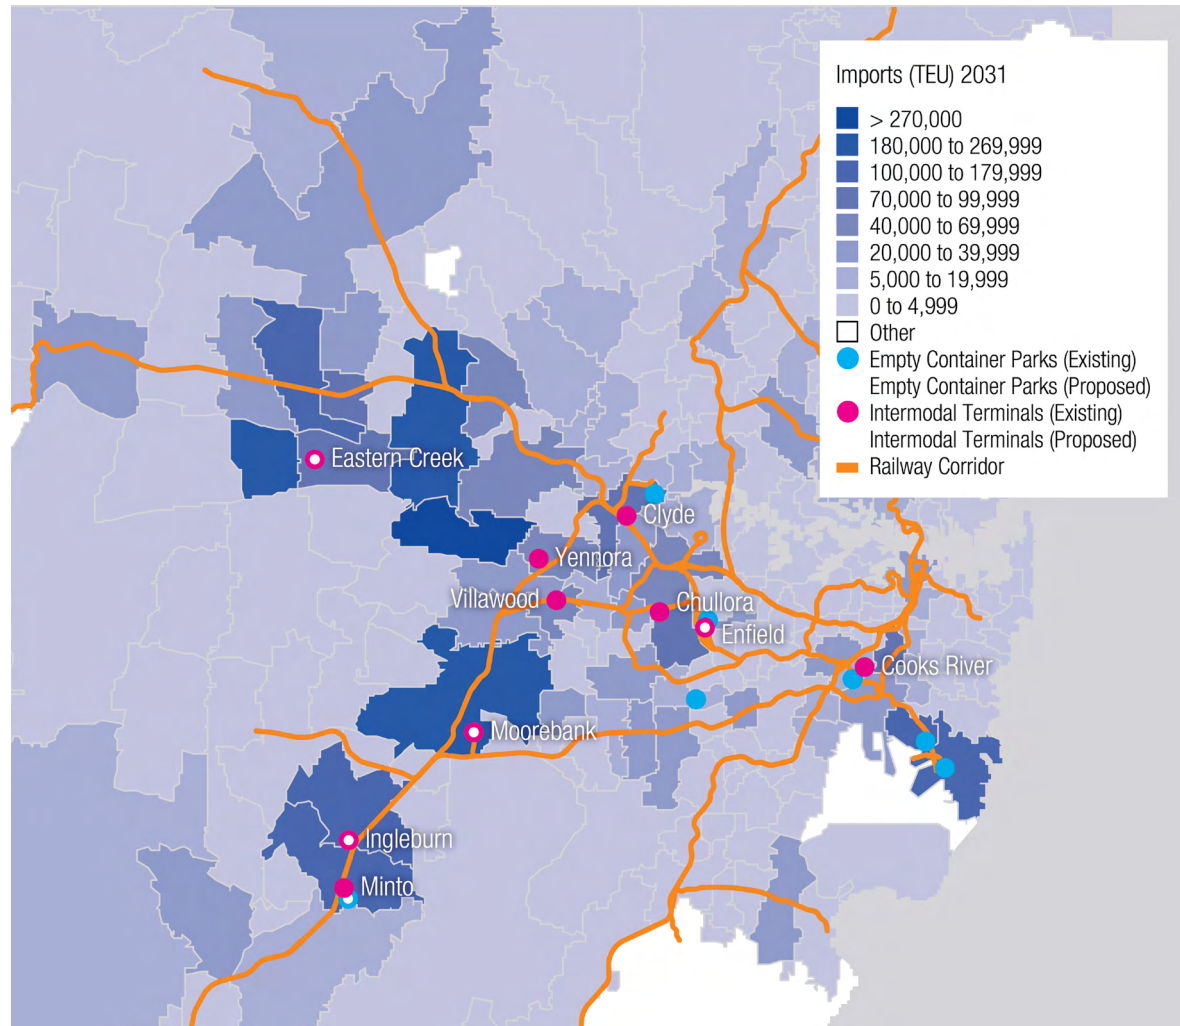 Imports (TEU) 2031
> 270,000
180,000 to 269,999
100,000 to 179,999
70,000 to 99,999
40,000 to 69,999
20,000 to 39,999
5,000 to 19,999
0 to 4,999
Other
Empty Container Parks (Existing)
Empty Container Parks (Proposed)
Intermodal Terminals (Existing)
Intermodal Terminals (Proposed)
Railway Corridor
Eastern Creek
Clyde
Yennora
Villawood
Chullora
Enfield
Cooks River
Moorebank
Ingleburn
Minto